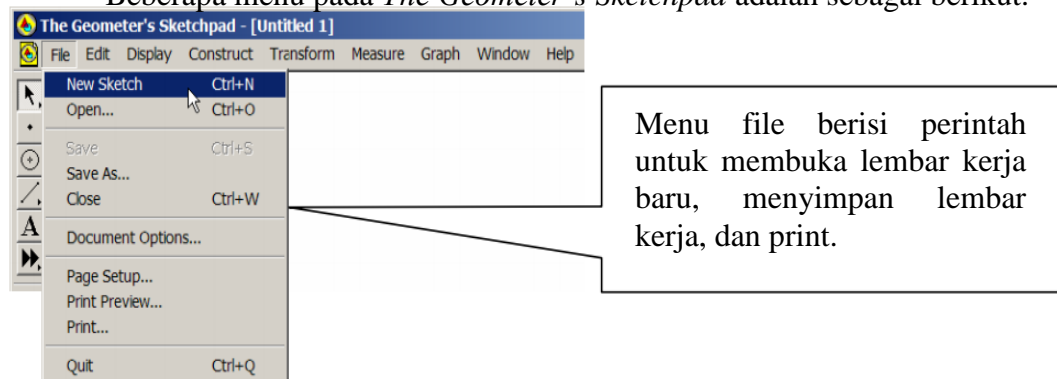 Beberapa menu pada The Geometer's Sketchpad adalah sebagai berikut:
The Geometer's Sketchpad - [Untitled 1]
File Edit Display Construct Transform Measure Graph Window Help
New Sketch Ctrl+N
Open... Ctrl+O
Save Ctrl+S
Save As...
Close Ctrl+W
A
Document Options...
Page Setup...
Print Preview...
Print...
Quit Ctrl+Q
Menu file berisi perintah
untuk membuka lembar kerja
baru, menyimpan lembar
kerja, dan print.